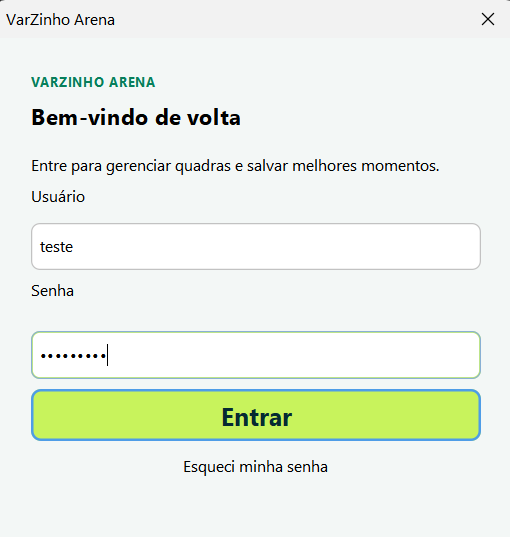 VarZinho Arena
VARZINHO ARENA
Bem-vindo de volta
Entre para gerenciar quadras e salvar melhores momentos.
Usuário
teste
Senha
•••••••••
Entrar
Esqueci minha senha